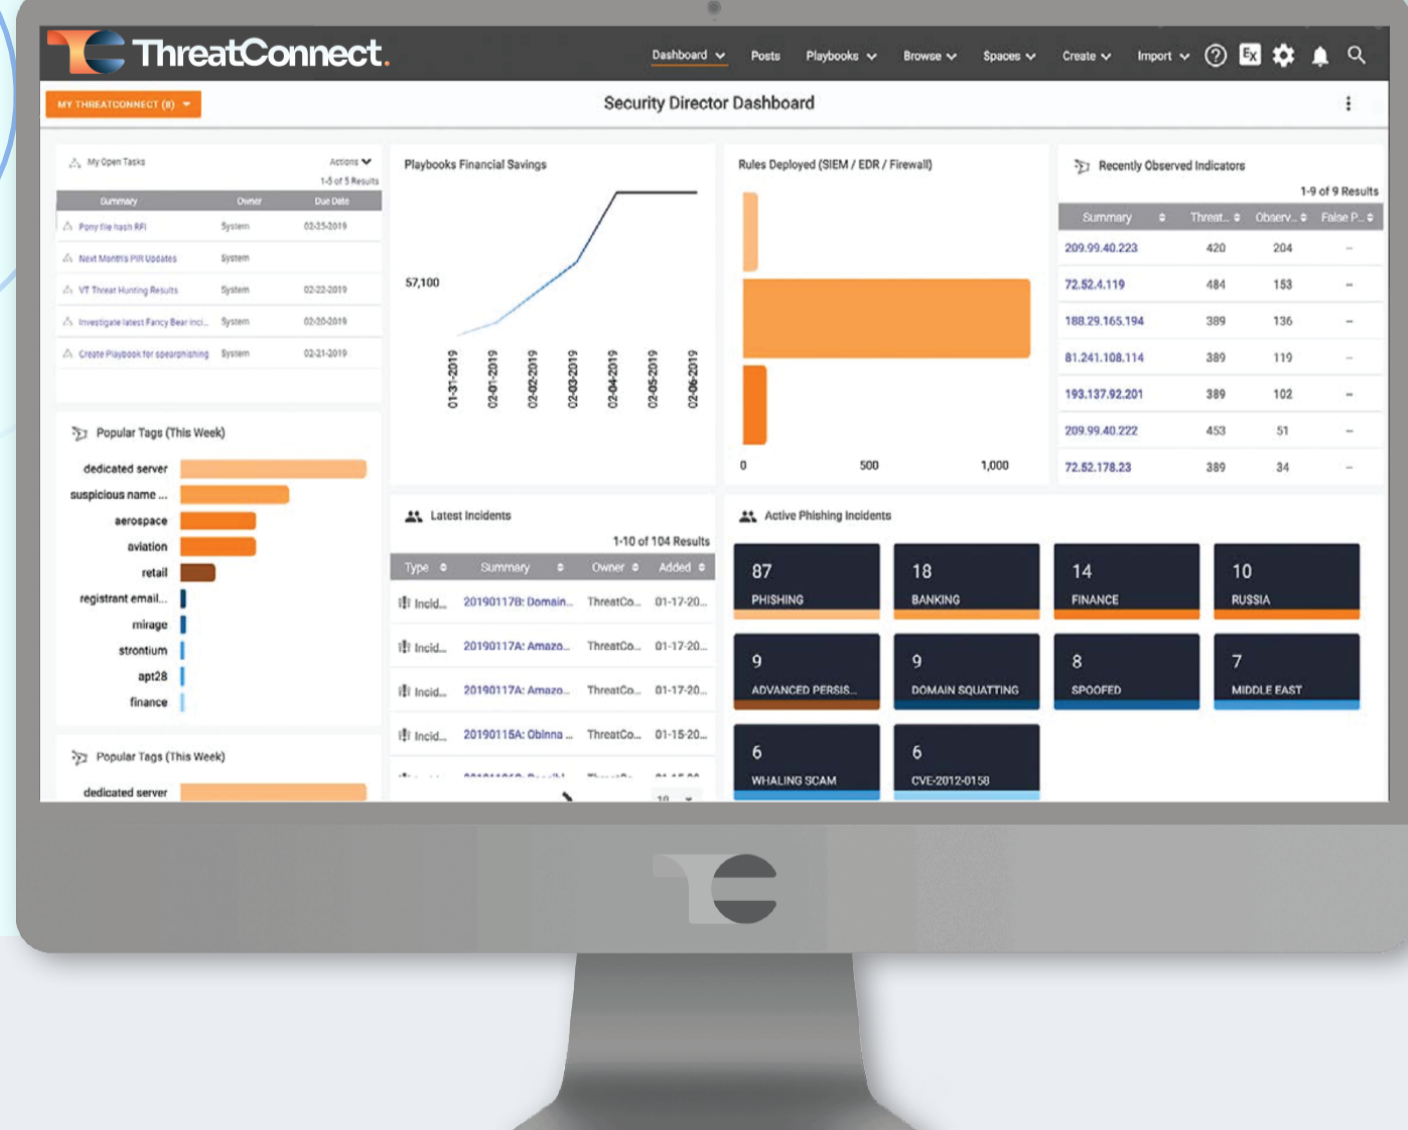 ThreatConnect.
Dashboard Posts Playbooks Browse Spaces Create Import ? Ex
MY THREATCONNECT (8)
Security Director Dashboard
My Open Tasks
Actions
1-5 of 5 Results
Summary Owner Due Date
Pony file hash RFI System 02-25-2019
Next Month's PIR Updates System
VT Threat Hunting Results System 02-22-2019
Investigate latest Fancy Bear inci... System 02-20-2019
Create Playbook for spearphishing System 02-21-2019
Popular Tags (This Week)
dedicated server
suspicious name ...
aerospace
aviation
retail
registrant email...
mirage
strontium
apt28
finance
Popular Tags (This Week)
dedicated server
Playbooks Financial Savings
57,100
01-31-2019
02-01-2019
02-02-2019
02-03-2019
02-04-2019
02-05-2019
02-06-2019
Latest Incidents
1-10 of 104 Results
Type Summary Owner Added
Incid... 20190117B: Domain... ThreatCo... 01-17-20...
Incid... 20190117A: Amazo... ThreatCo... 01-17-20...
Incid... 20190117A: Amazo... ThreatCo... 01-17-20...
Incid... 20190115A: Obinna ... ThreatCo... 01-15-20...
Rules Deployed (SIEM / EDR / Firewall)
0 500 1,000
Recently Observed Indicators
1-9 of 9 Results
Summary Threat... Observ... False P...
209.99.40.223 420 204 --
72.52.4.119 484 153 --
188.29.165.194 389 136 --
81.241.108.114 389 119 --
193.137.92.201 389 102 --
209.99.40.222 453 51 --
72.52.178.23 389 34 --
Active Phishing Incidents
87
PHISHING
18
BANKING
14
FINANCE
10
RUSSIA
9
ADVANCED PERSIS...
9
DOMAIN SQUATTING
8
SPOOFED
7
MIDDLE EAST
6
WHALING SCAM
6
CVE-2012-0158